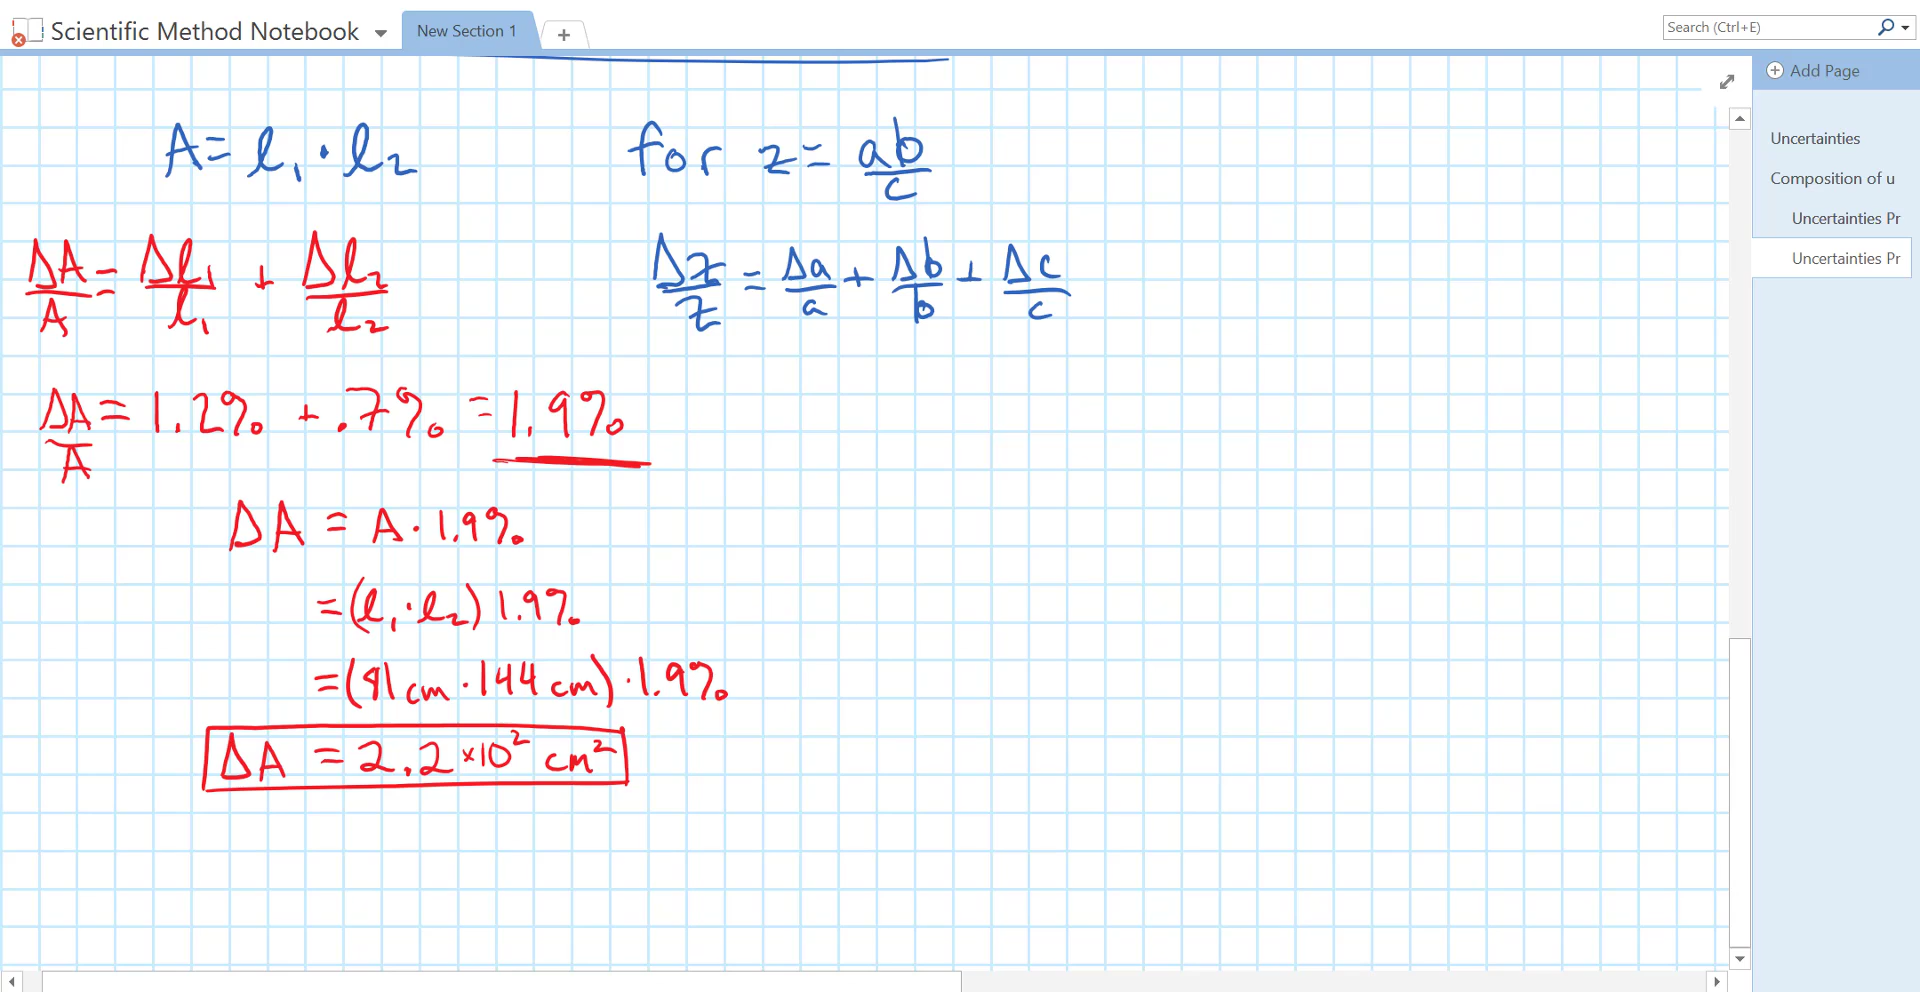 Scientific Method Notebook
New Section 1
+
Search (Ctrl+E)
Add Page
Uncertainties
Composition of u
Uncertainties Pr
Uncertainties Pr
A = ℓ₁ · ℓ₂
for z = ab/c
ΔA/A = Δℓ₁/ℓ₁ + Δℓ₂/ℓ₂
Δz/z = Δa/a + Δb/b + Δc/c
ΔA/A = 1.2% + .7% = 1.9%
ΔA = A · 1.9%
= (ℓ₁ · ℓ₂) 1.9%
= (81 cm · 144 cm) · 1.9%
ΔA = 2.2 ×10² cm²